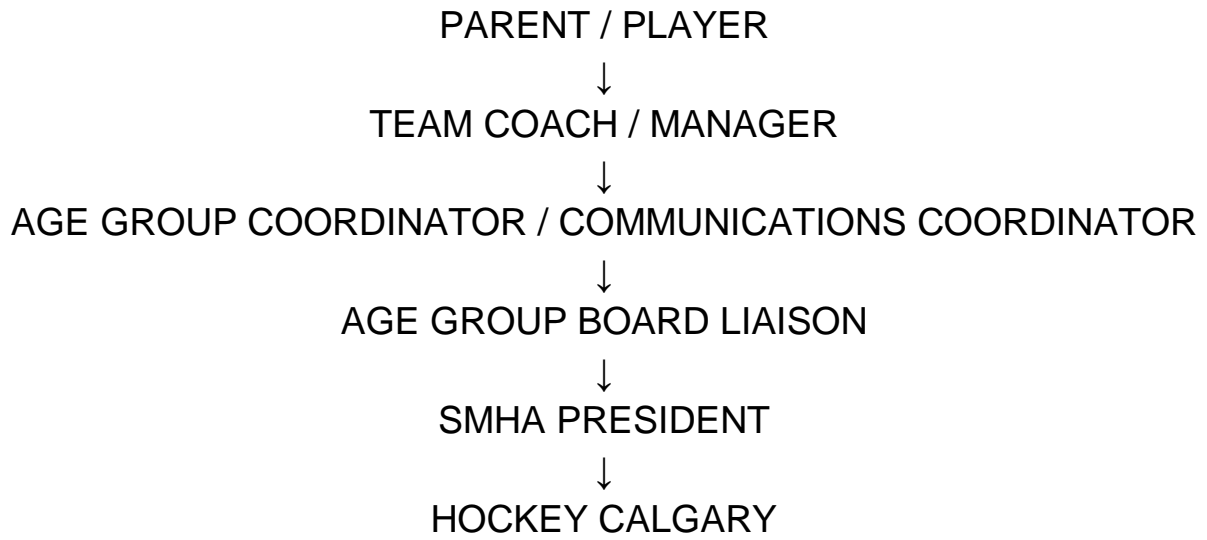 PARENT / PLAYER
↓
TEAM COACH / MANAGER
↓
AGE GROUP COORDINATOR / COMMUNICATIONS COORDINATOR
↓
AGE GROUP BOARD LIAISON
↓
SMHA PRESIDENT
↓
HOCKEY CALGARY